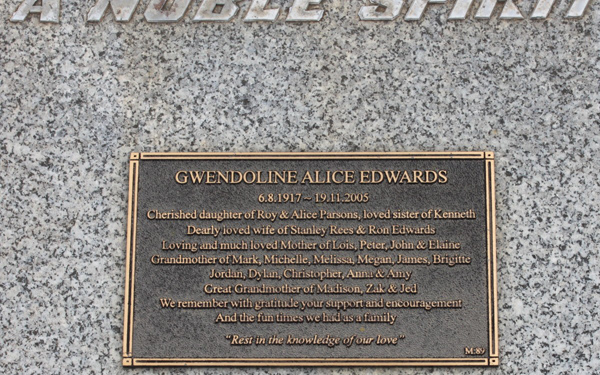 A NOBLE SPIRIT
GWENDOLINE ALICE EDWARDS
6.8.1917 ~ 19.11.2005
Cherished daughter of Roy & Alice Parsons, loved sister of Kenneth
Dearly loved wife of Stanley Rees & Ron Edwards
Loving and much loved Mother of Lois, Peter, John & Elaine
Grandmother of Mark, Michelle, Melissa, Megan, James, Brigitte
Jordan, Dylan, Christopher, Anna & Amy
Great Grandmother of Madison, Zak & Jed
We remember with gratitude your support and encouragement
And the fun times we had as a family
"Rest in the knowledge of our love"
M:89